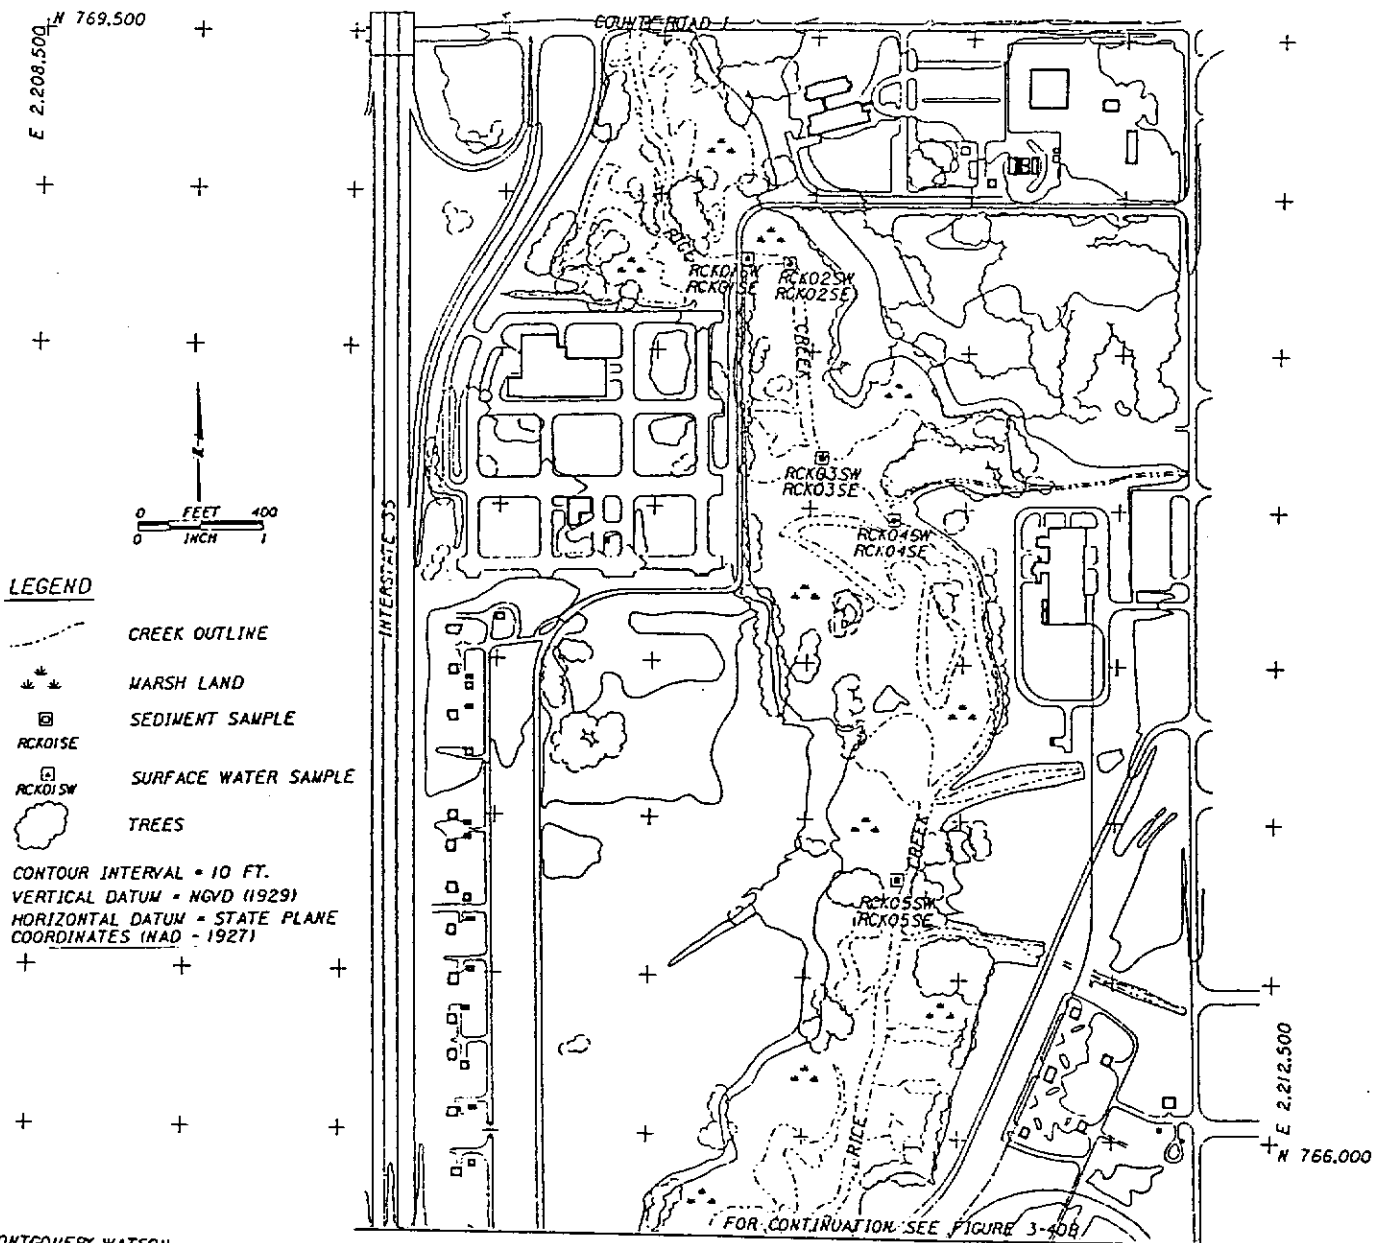 N 769.500
E 2.208.500
COUNTY ROAD I
RICE
RCK01SW
RCK01SE
RCK02SW
RCK02SE
CREEK
RCK03SW
RCK03SE
RCK04SW
RCK04SE
INTERSTATE 35
0 FEET 400
0 INCH 1
LEGEND
CREEK OUTLINE
MARSH LAND
SEDIMENT SAMPLE
RCK01SE
SURFACE WATER SAMPLE
RCK01SW
TREES
CONTOUR INTERVAL = 10 FT.
VERTICAL DATUM = NGVD (1929)
HORIZONTAL DATUM = STATE PLANE
COORDINATES (NAD - 1927)
CREEK
RCK05SW
RCK05SE
RICE
E 2.212.500
N 766.000
FOR CONTINUATION SEE FIGURE 3-40B
MONTGOMERY WATSON